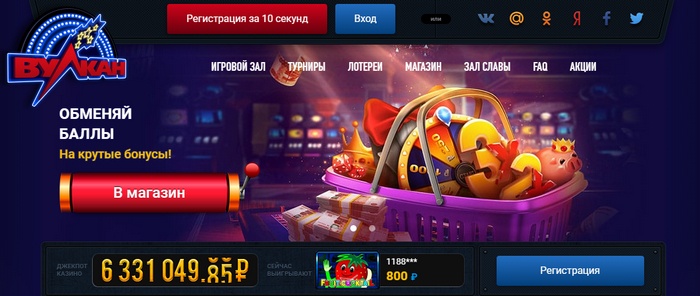 Регистрация за 10 секунд
Вход
или
ВУЛКАН
ИГРОВОЙ ЗАЛ ТУРНИРЫ ЛОТЕРЕИ МАГАЗИН ЗАЛ СЛАВЫ FAQ АКЦИИ
ОБМЕНЯЙ
БАЛЛЫ
На крутые бонусы!
В магазин
3X
ДЖЕКПОТ
КАЗИНО
6 331 049.85₽
СЕЙЧАС
ВЫИГРЫВАЮТ
1188***
800 ₽
Регистрация